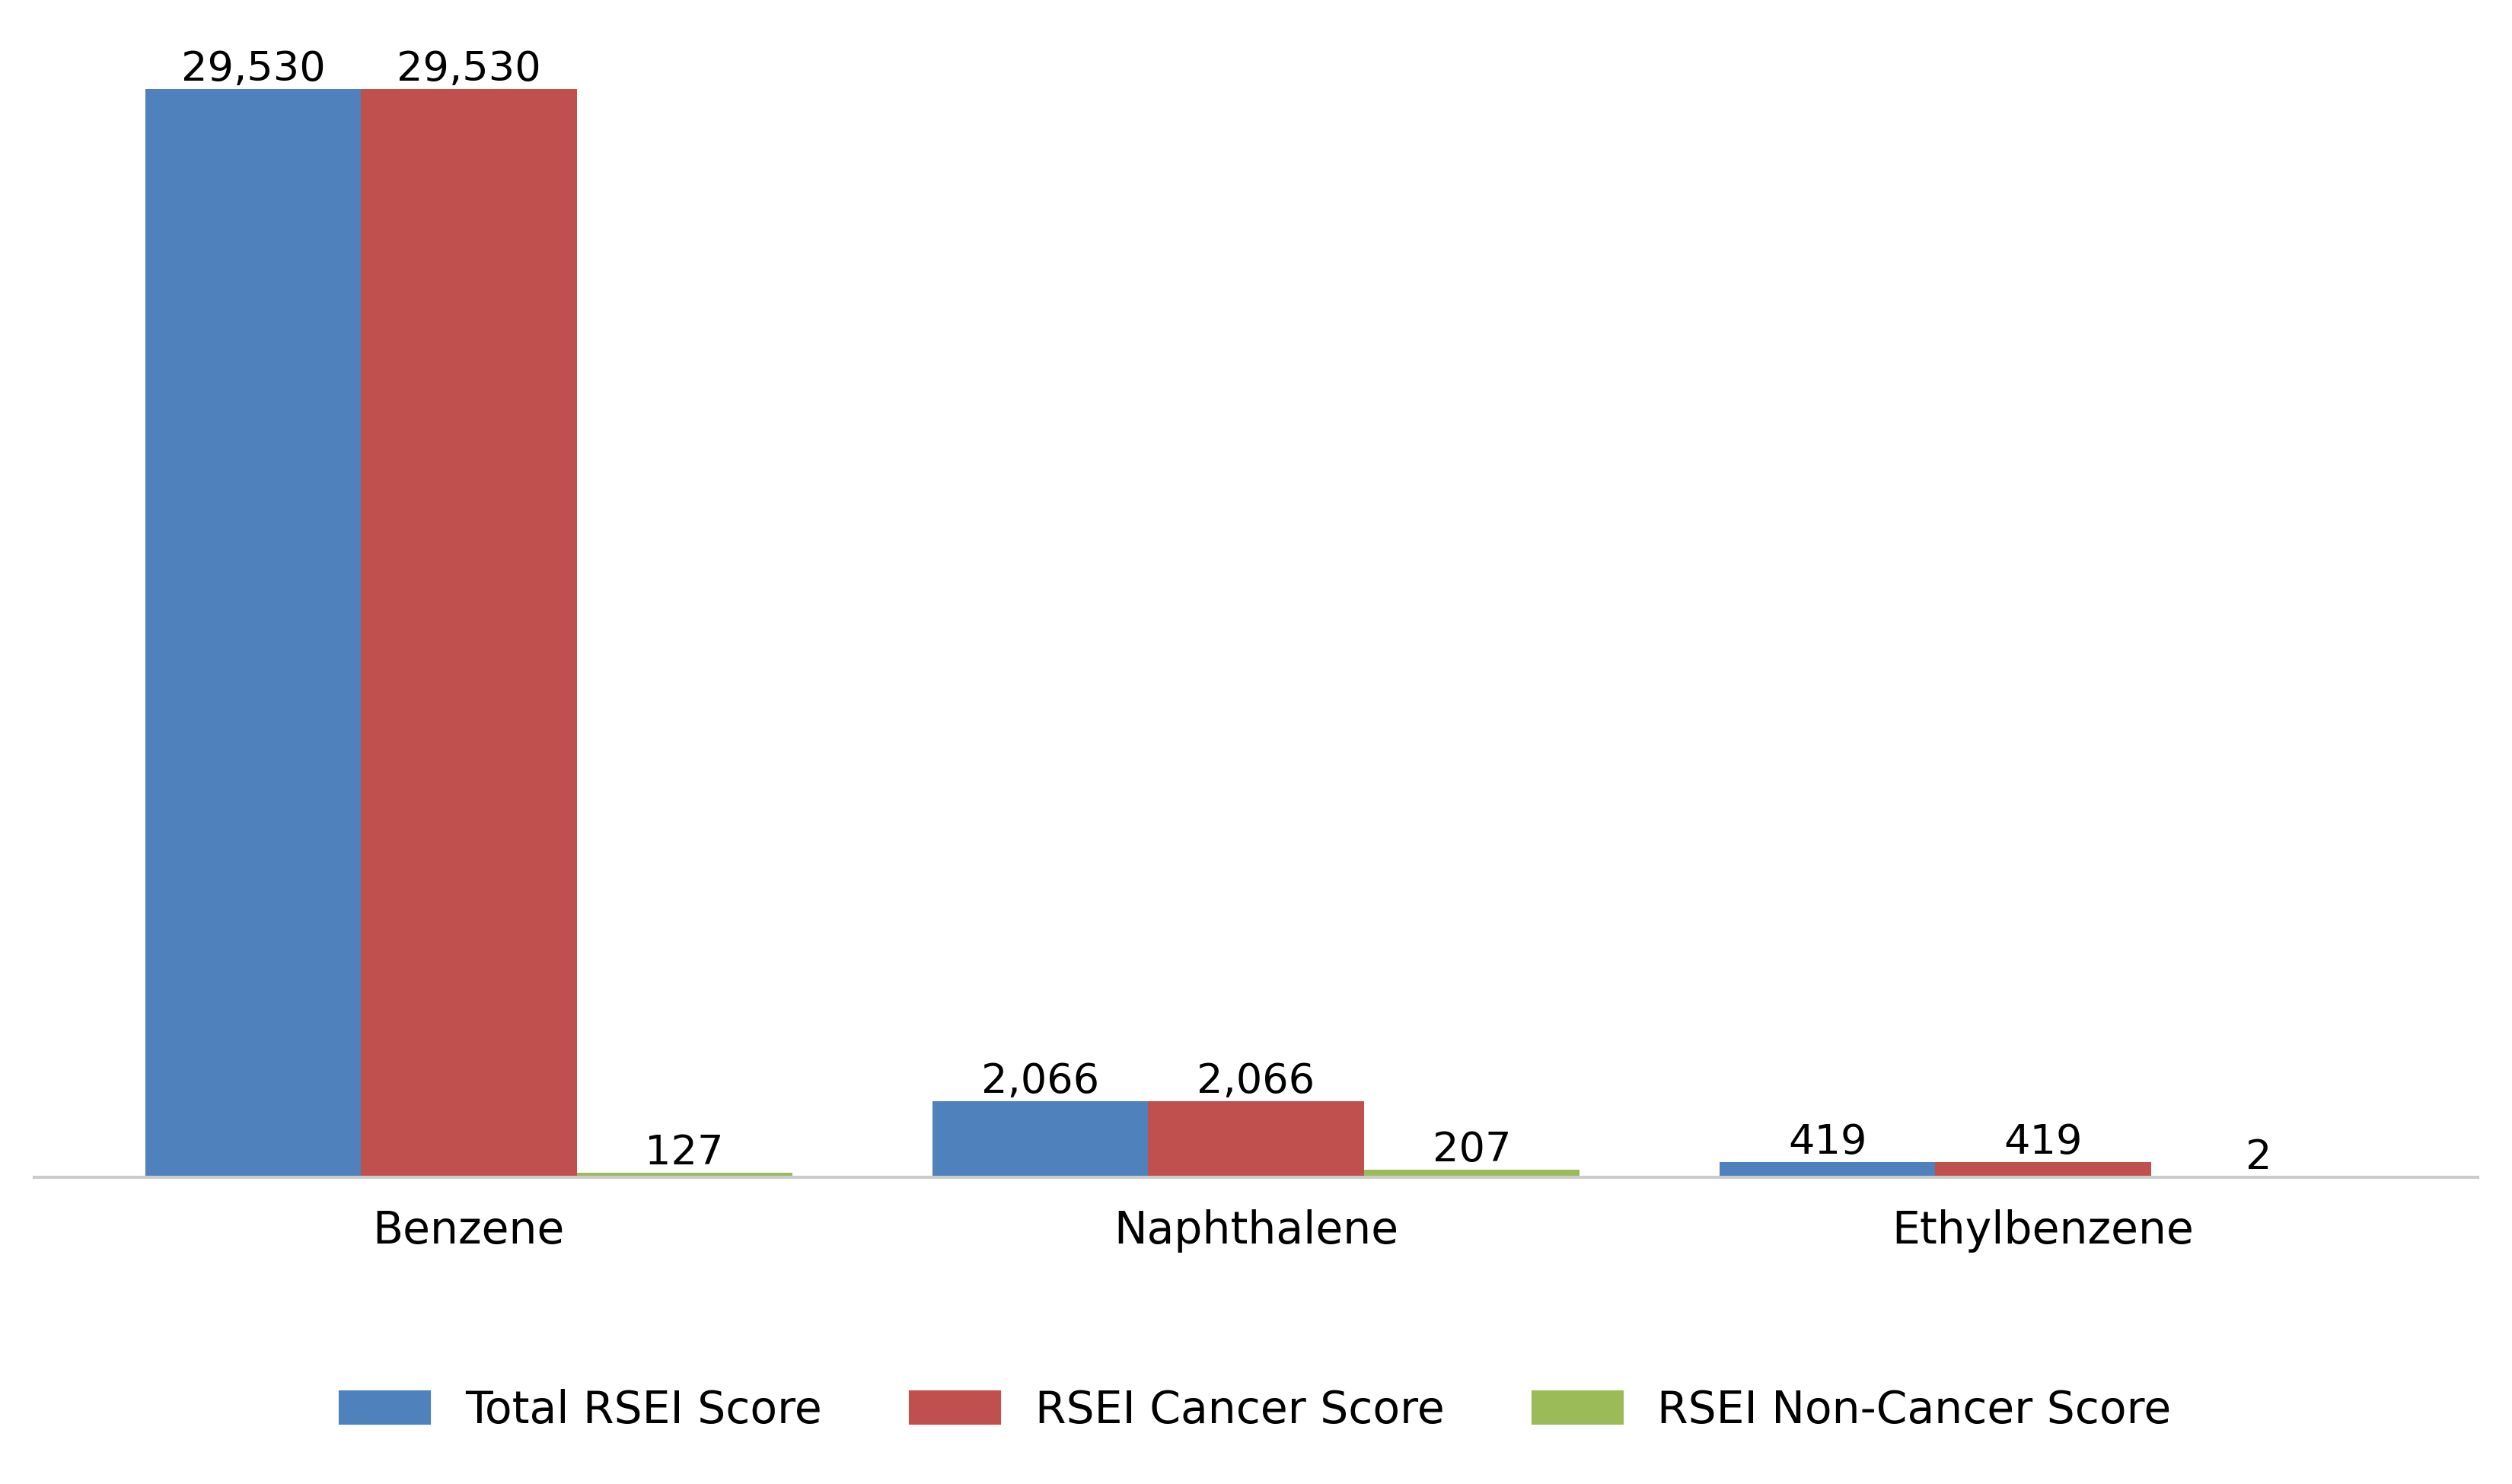 29,530 29,530
2,066 2,066
419 419
127 207 2
Benzene Naphthalene Ethylbenzene
Total RSEI Score RSEI Cancer Score RSEI Non-Cancer Score